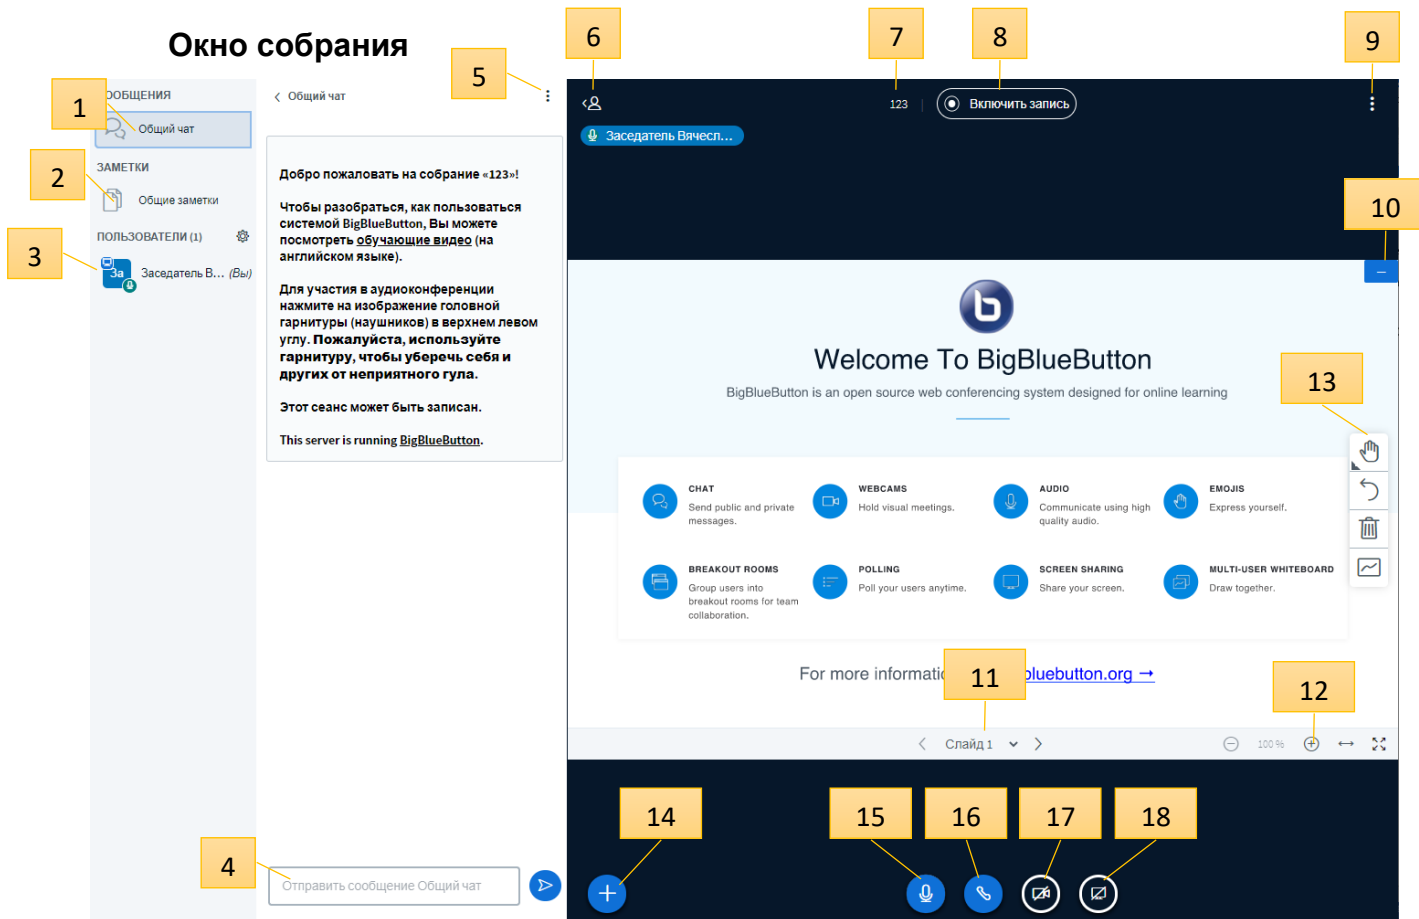 Окно собрания
6
7
8
9
5
1
ООБЩЕНИЯ
Общий чат
2
ЗАМЕТКИ
Общие заметки
3
ПОЛЬЗОВАТЕЛИ (1)
За
Заседатель В... (Вы)
Общий чат
Добро пожаловать на собрание «123»!
Чтобы разобраться, как пользоваться
системой BigBlueButton, Вы можете
посмотреть обучающие видео (на
английском языке).
Для участия в аудиоконференции
нажмите на изображение головной
гарнитуры (наушников) в верхнем левом
углу. Пожалуйста, используйте
гарнитуру, чтобы уберечь себя и
других от неприятного гула.
Этот сеанс может быть записан.
This server is running BigBlueButton.
4
Отправить сообщение Общий чат
123
Включить запись
Заседатель Вячесл...
10
Welcome To BigBlueButton
BigBlueButton is an open source web conferencing system designed for online learning
13
CHAT
Send public and private
messages.
WEBCAMS
Hold visual meetings.
AUDIO
Communicate using high
quality audio.
EMOJIS
Express yourself.
BREAKOUT ROOMS
Group users into
breakout rooms for team
collaboration.
POLLING
Poll your users anytime.
SCREEN SHARING
Share your screen.
MULTI-USER WHITEBOARD
Draw together.
For more informati
11
bluebutton.org →
12
Слайд 1
100%
14
15
16
17
18